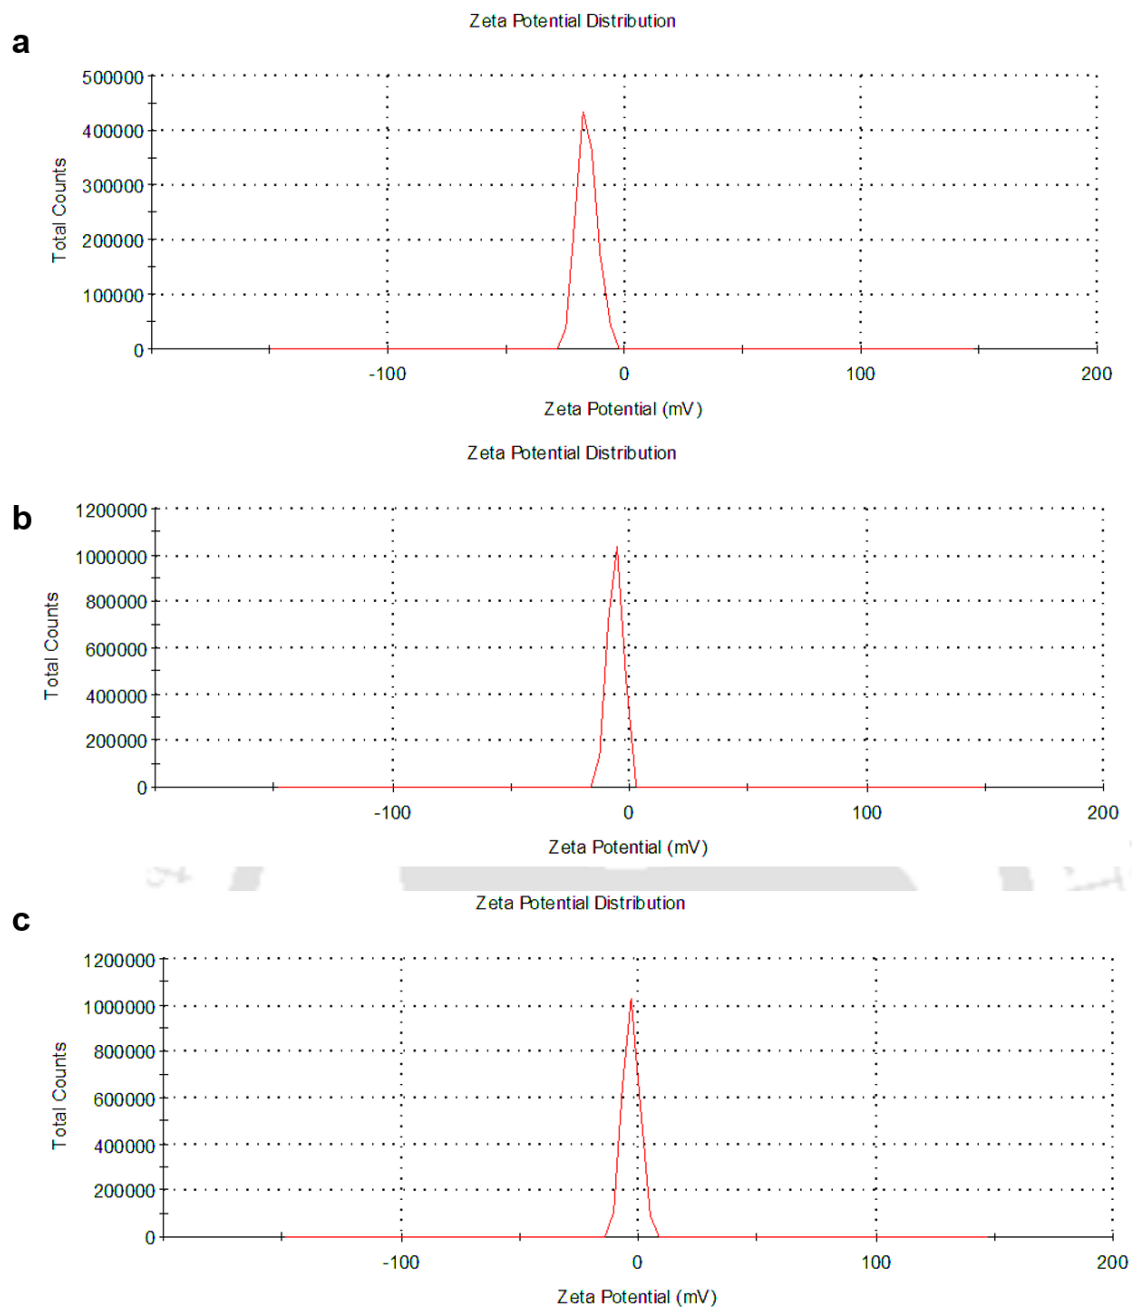 Zeta Potential Distribution
a
500000
400000
300000
200000
100000
0
Total Counts
-100 0 100 200
Zeta Potential (mV)
Zeta Potential Distribution
b
1200000
1000000
800000
600000
400000
200000
0
Total Counts
-100 0 100 200
Zeta Potential (mV)
Zeta Potential Distribution
c
1200000
1000000
800000
600000
400000
200000
0
Total Counts
-100 0 100 200
Zeta Potential (mV)